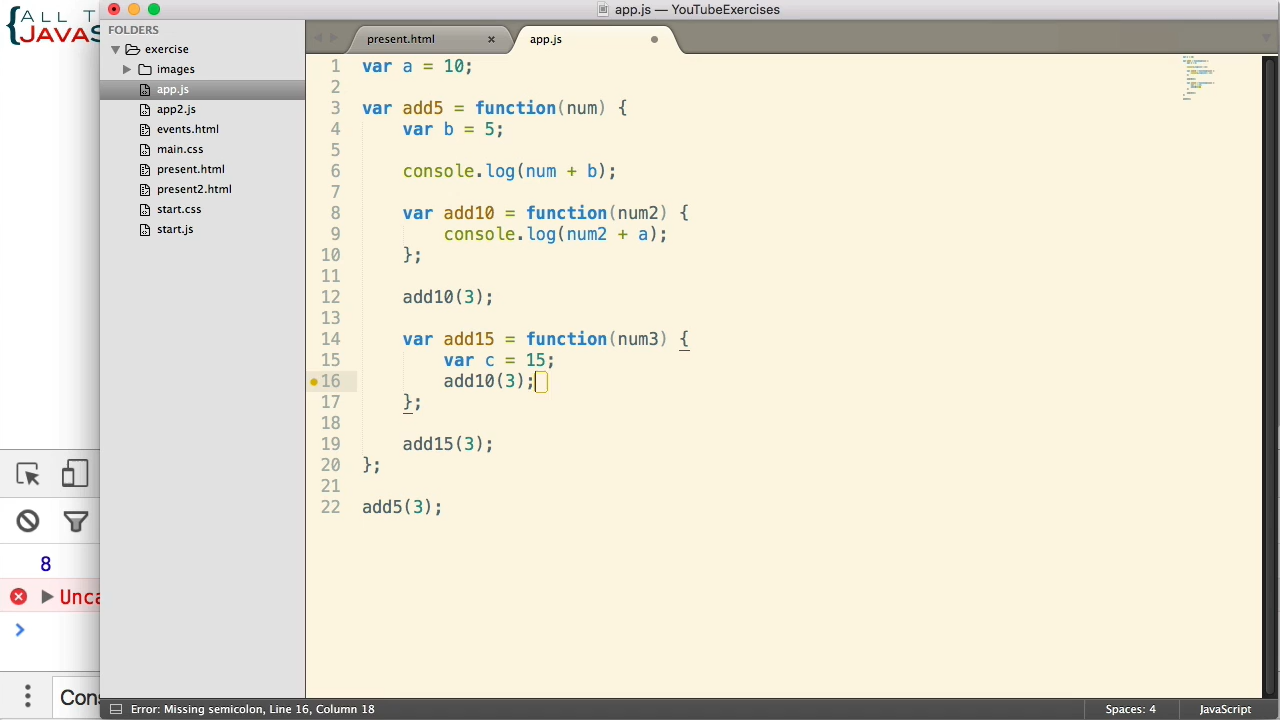 {ALL T
JAVAS
app.js — YouTubeExercises
FOLDERS
exercise
images
app.js
app2.js
events.html
main.css
present.html
present2.html
start.css
start.js
present.html × app.js
1 var a = 10;
2
3 var add5 = function(num) {
4 var b = 5;
5
6 console.log(num + b);
7
8 var add10 = function(num2) {
9 console.log(num2 + a);
10 };
11
12 add10(3);
13
14 var add15 = function(num3) {
15 var c = 15;
16 add10(3);
17 };
18
19 add15(3);
20 };
21
22 add5(3);
8
Unca
Cons
Error: Missing semicolon, Line 16, Column 18
Spaces: 4
JavaScript